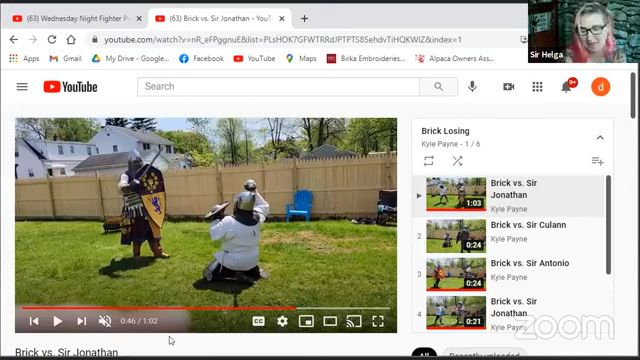 (63) Wednesday Night Fighter P
(63) Brick vs. Sir Jonathan - YouT
youtube.com/watch?v=nR_eFPggnuE&list=PLsHOK7GFWTRRdJPTPTS8SehdvTiHQKWIZ&index=1
Apps
Gmail
My Drive - Google...
Facebook
YouTube
Maps
Birka Embroideries...
Alpaca Owners Ass...
Sir Helga
YouTube
Search
9+
d
Brick Losing
Kyle Payne - 1 / 6
Brick vs. Sir
Jonathan
Kyle Payne
1:03
2
Brick vs. Sir Culann
Kyle Payne
0:24
3
Brick vs. Sir Antonio
Kyle Payne
0:24
4
Brick vs. Sir
Jonathan
0:21
0:46 / 1:02
CC
Brick vs. Sir Jonathan
All
Recently uploaded
zoom